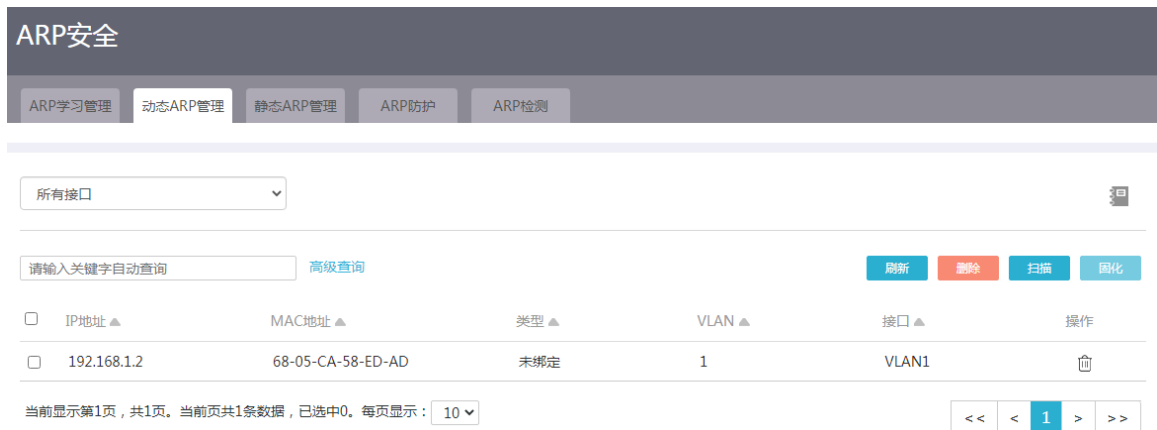 ARP安全
ARP学习管理 动态ARP管理 静态ARP管理 ARP防护 ARP检测
所有接口
请输入关键字自动查询 高级查询 刷新 删除 扫描 固化
IP地址 MAC地址 类型 VLAN 接口 操作
192.168.1.2 68-05-CA-58-ED-AD 未绑定 1 VLAN1
当前显示第1页，共1页。当前页共1条数据，已选中0。每页显示： 10
<< < 1 > >>